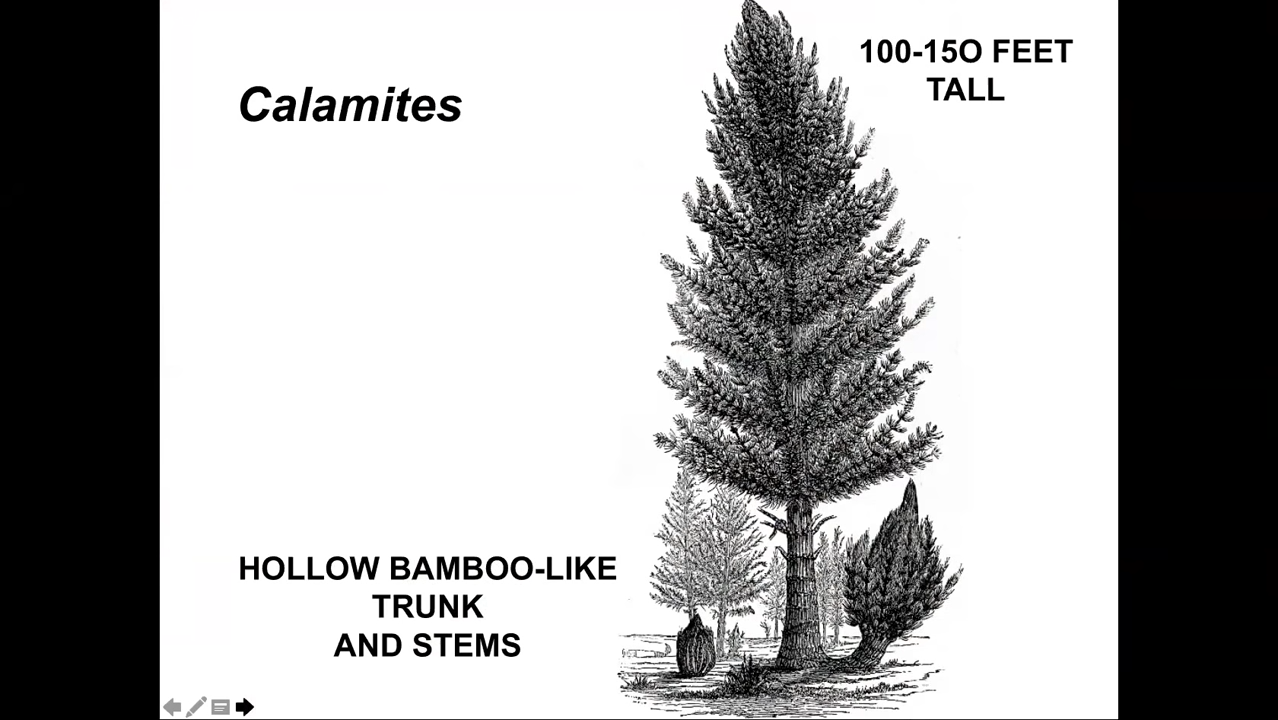 Calamites
100-15O FEET
TALL
HOLLOW BAMBOO-LIKE
TRUNK
AND STEMS